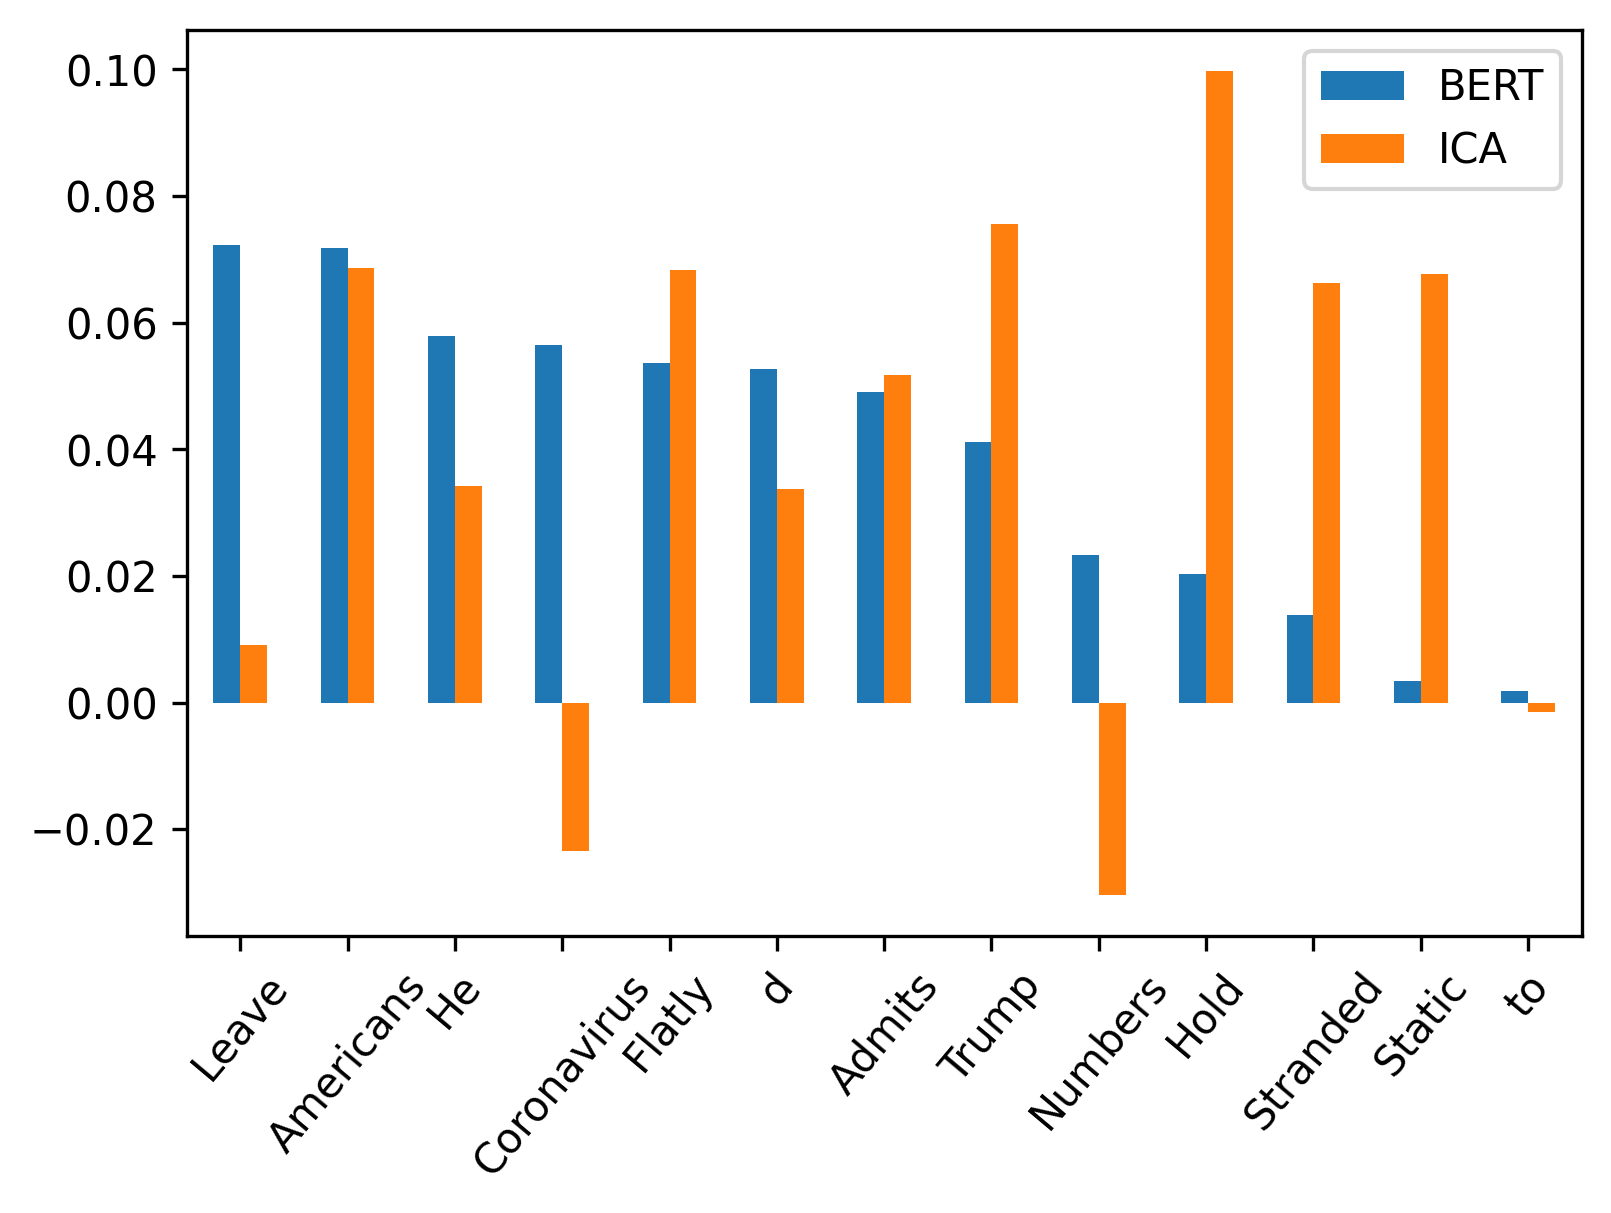 0.10
0.08
0.06
0.04
0.02
0.00
−0.02
BERT
ICA
Leave
Americans
He
Coronavirus
Flatly
d
Admits
Trump
Numbers
Hold
Stranded
Static
to